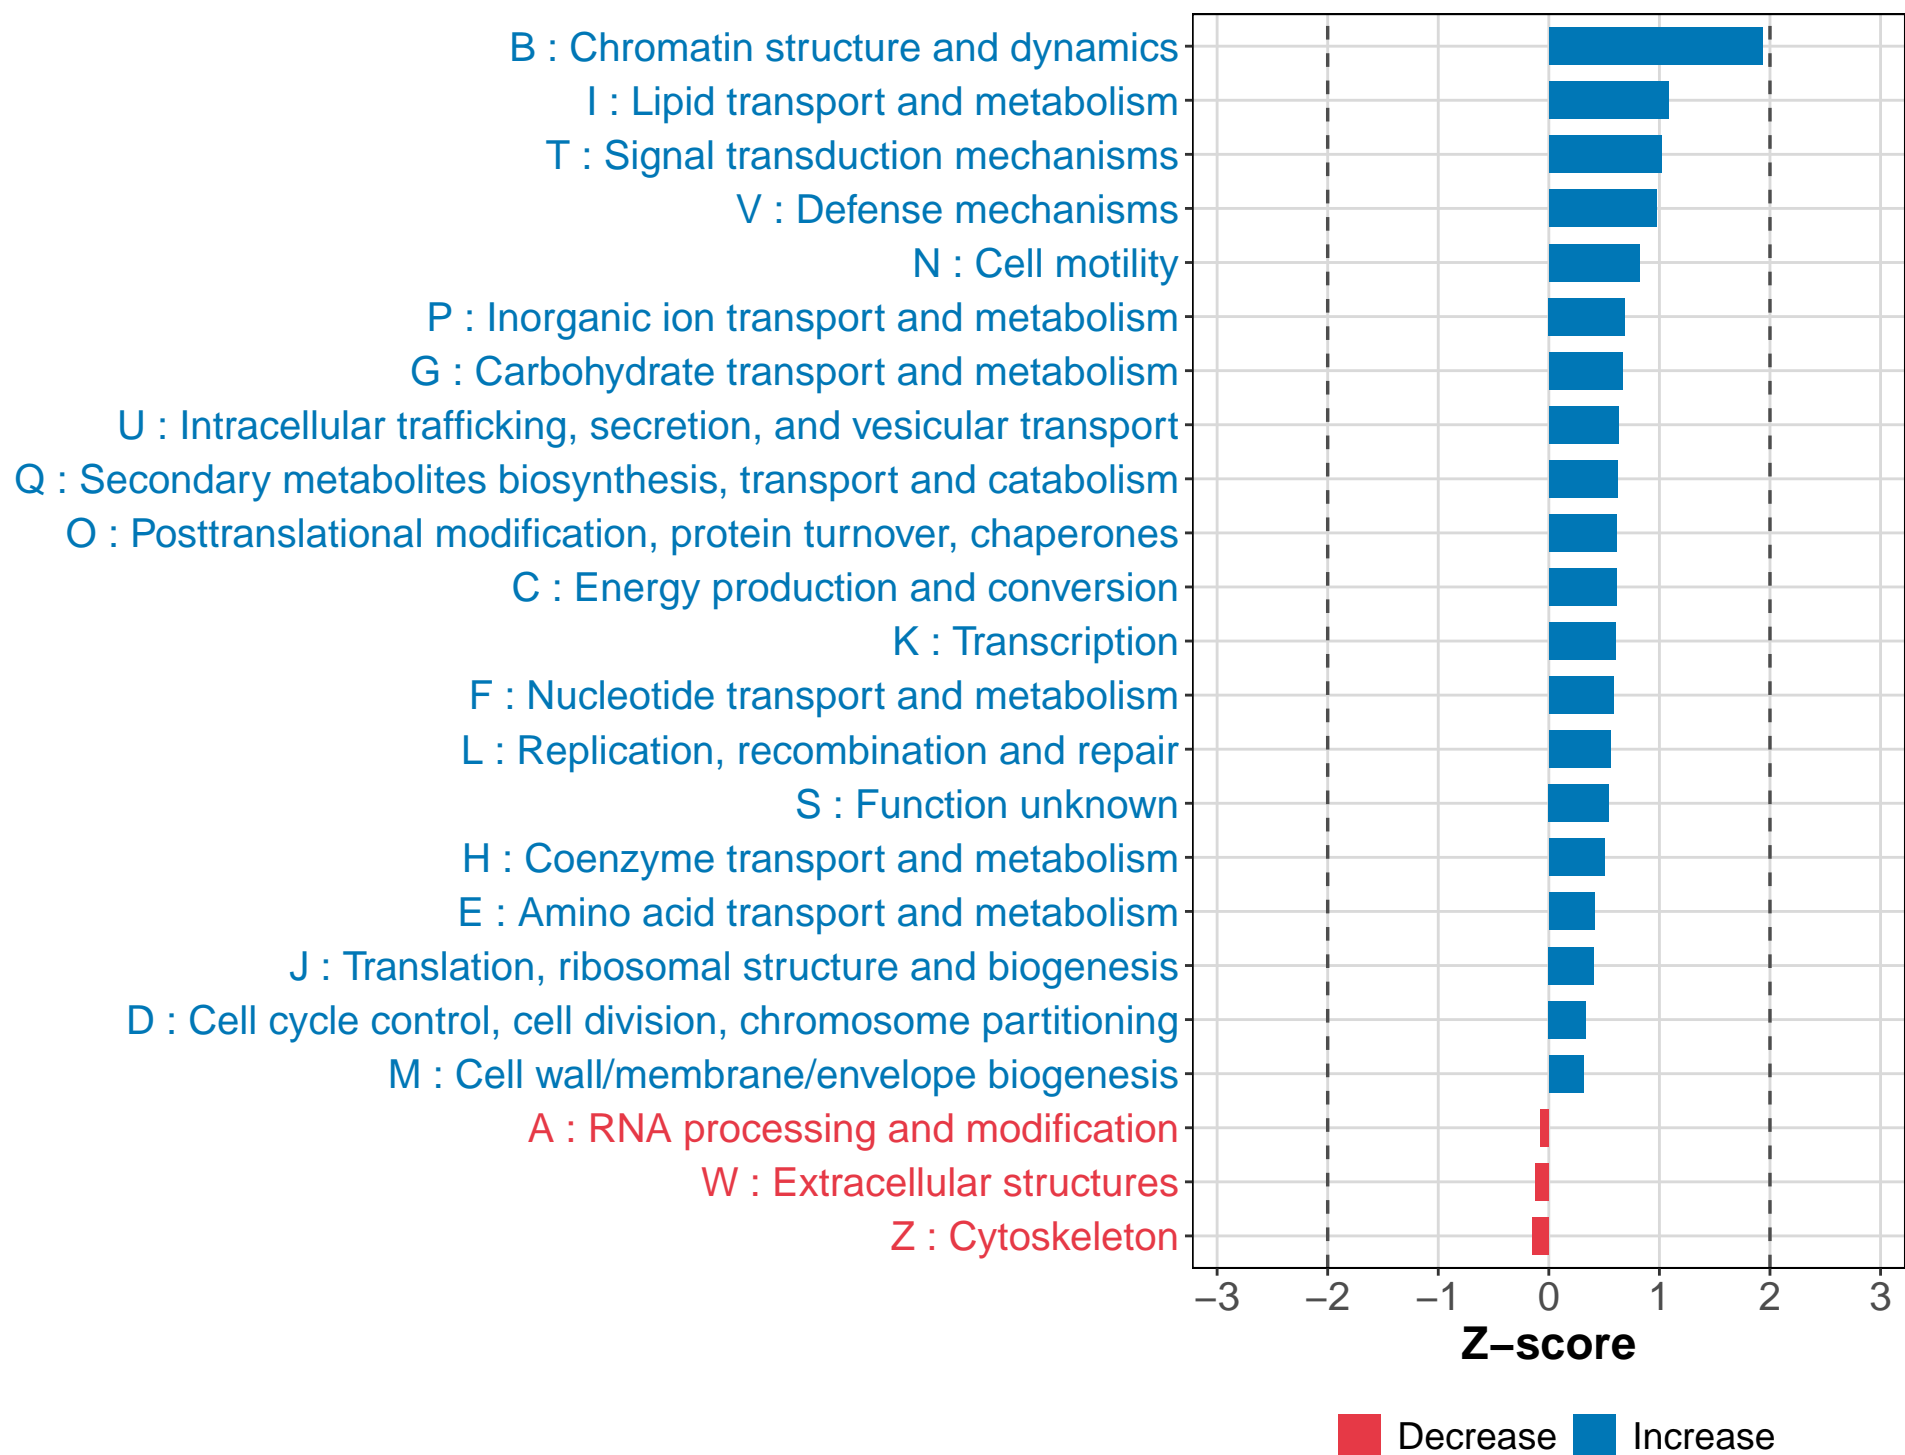 B : Chromatin structure and dynamics
I : Lipid transport and metabolism
T : Signal transduction mechanisms
V : Defense mechanisms
N : Cell motility
P : Inorganic ion transport and metabolism
G : Carbohydrate transport and metabolism
U : Intracellular trafficking, secretion, and vesicular transport
Q : Secondary metabolites biosynthesis, transport and catabolism
O : Posttranslational modification, protein turnover, chaperones
C : Energy production and conversion
K : Transcription
F : Nucleotide transport and metabolism
L : Replication, recombination and repair
S : Function unknown
H : Coenzyme transport and metabolism
E : Amino acid transport and metabolism
J : Translation, ribosomal structure and biogenesis
D : Cell cycle control, cell division, chromosome partitioning
M : Cell wall/membrane/envelope biogenesis
A : RNA processing and modification
W : Extracellular structures
Z : Cytoskeleton
−3 −2 −1 0 1 2 3
Z−score
Decrease Increase